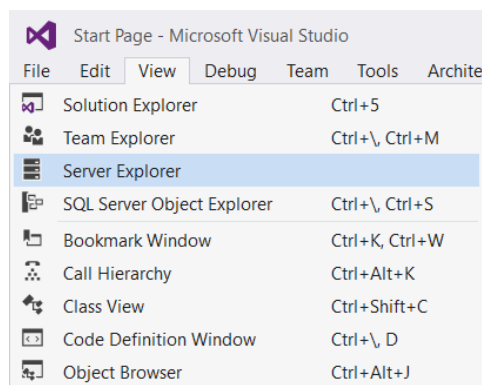 Start Page - Microsoft Visual Studio
File Edit View Debug Team Tools Archite
Solution Explorer Ctrl+5
Team Explorer Ctrl+\, Ctrl+M
Server Explorer
SQL Server Object Explorer Ctrl+\, Ctrl+S
Bookmark Window Ctrl+K, Ctrl+W
Call Hierarchy Ctrl+Alt+K
Class View Ctrl+Shift+C
Code Definition Window Ctrl+\, D
Object Browser Ctrl+Alt+J